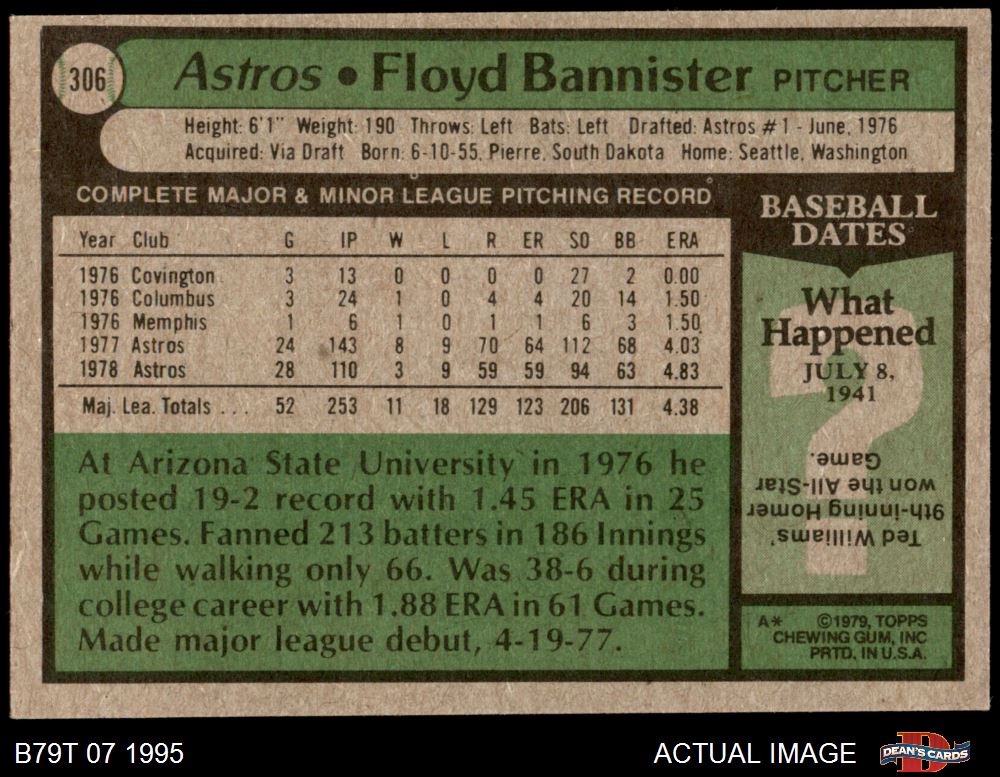 306
Astros • Floyd Bannister PITCHER
Height: 6'1" Weight: 190 Throws: Left Bats: Left Drafted: Astros #1 - June, 1976
Acquired: Via Draft Born: 6-10-55, Pierre, South Dakota Home: Seattle, Washington
COMPLETE MAJOR & MINOR LEAGUE PITCHING RECORD
Year Club G IP W L R ER SO BB ERA
1976 Covington 3 13 0 0 0 0 27 2 0.00
1976 Columbus 3 24 1 0 4 4 20 14 1.50
1976 Memphis 1 6 1 0 1 1 6 3 1.50
1977 Astros 24 143 8 9 70 64 112 68 4.03
1978 Astros 28 110 3 9 59 59 94 63 4.83
Maj. Lea. Totals ... 52 253 11 18 129 123 206 131 4.38
At Arizona State University in 1976 he
posted 19-2 record with 1.45 ERA in 25
Games. Fanned 213 batters in 186 Innings
while walking only 66. Was 38-6 during
college career with 1.88 ERA in 61 Games.
Made major league debut, 4-19-77.
BASEBALL
DATES
What
Happened
JULY 8,
1941
?
Ted Williams'
9th-inning Homer
won the All-Star
Game.
A* ©1979, TOPPS
CHEWING GUM, INC
PRTD. IN U.S.A.
B79T 07 1995
ACTUAL IMAGE
DEAN'S CARDS